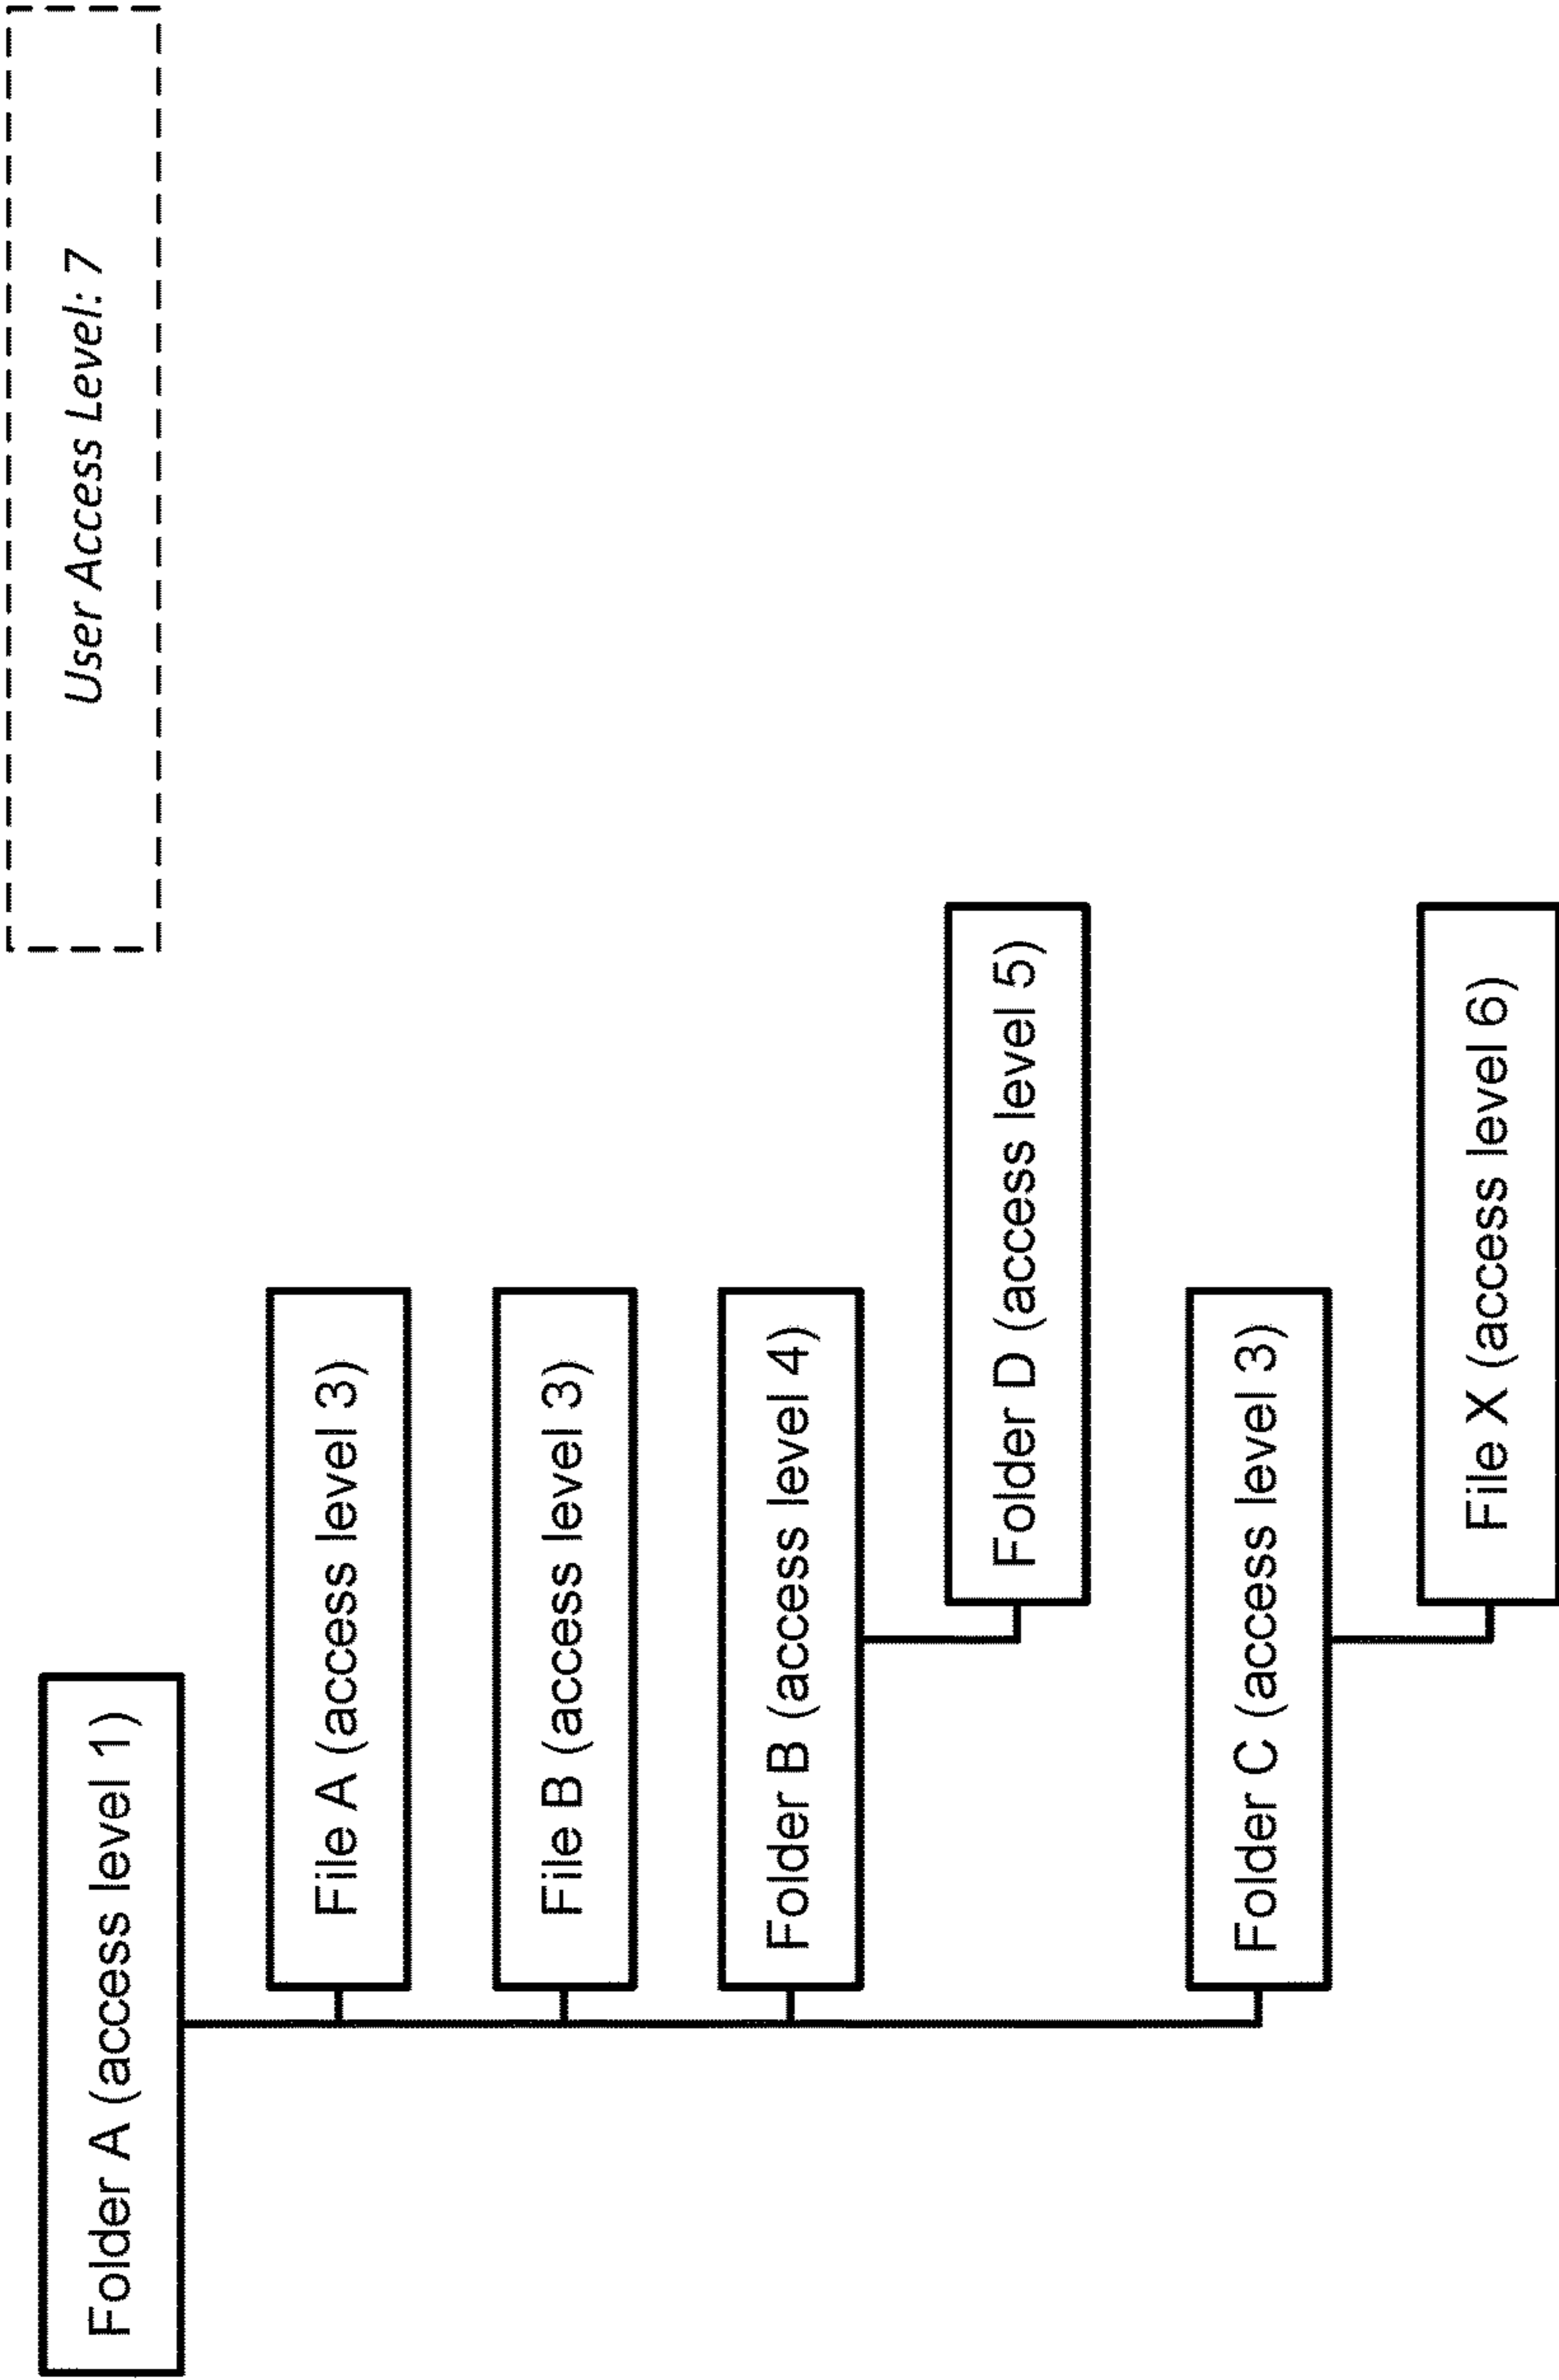 User Access Level: 7
Folder A (access level 1)
File A (access level 3)
File B (access level 3)
Folder B (access level 4)
Folder D (access level 5)
Folder C (access level 3)
File X (access level 6)